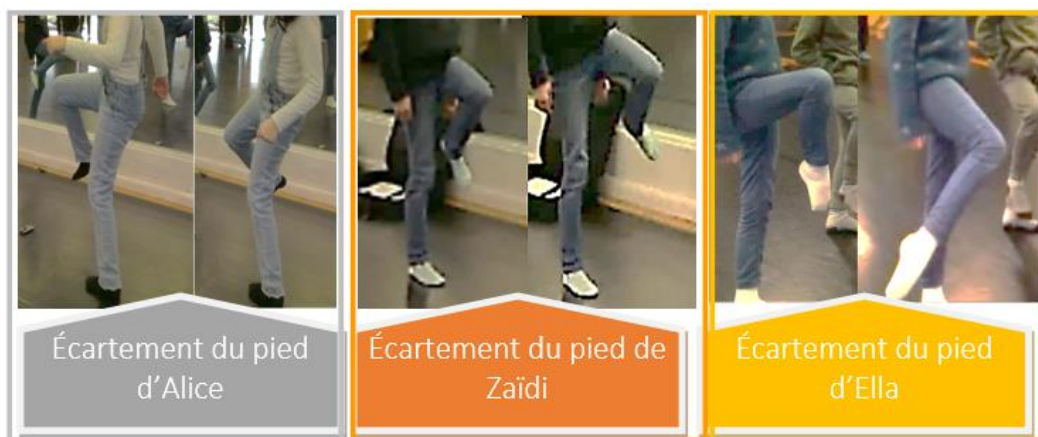 Écartement du pied
d’Alice
Écartement du pied de
Zaïdi
Écartement du pied
d’Ella